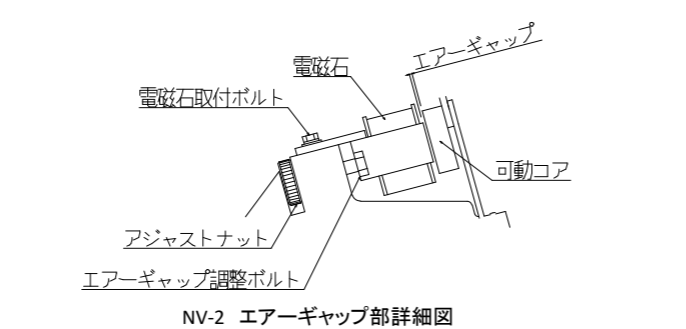 エアーギャップ
電磁石
電磁石取付ボルト
可動コア
アジャストナット
エアーギャップ調整ボルト
NV-2 エアーギャップ部詳細図